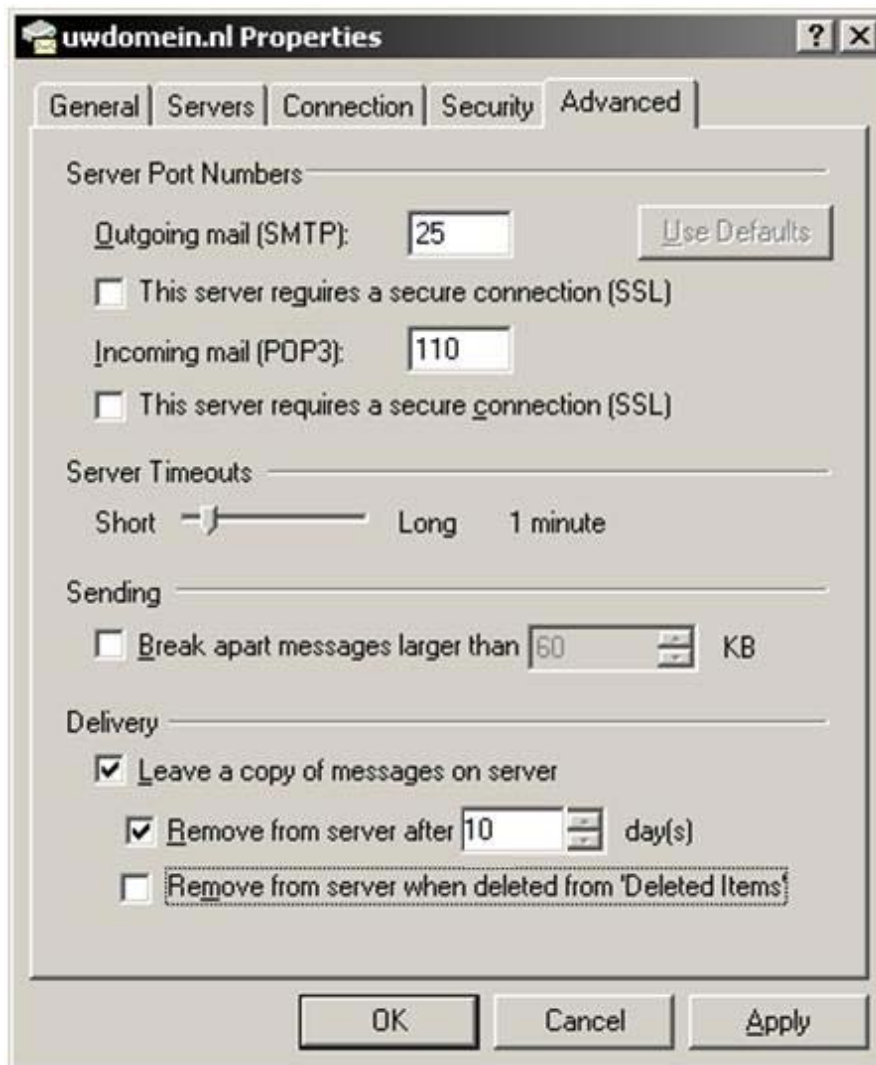 uwdomein.nl Properties
General Servers Connection Security Advanced
Server Port Numbers
Outgoing mail (SMTP): 25 Use Defaults
This server requires a secure connection (SSL)
Incoming mail (POP3): 110
This server requires a secure connection (SSL)
Server Timeouts
Short Long 1 minute
Sending
Break apart messages larger than 60 KB
Delivery
Leave a copy of messages on server
Remove from server after 10 day(s)
Remove from server when deleted from 'Deleted Items'
OK Cancel Apply